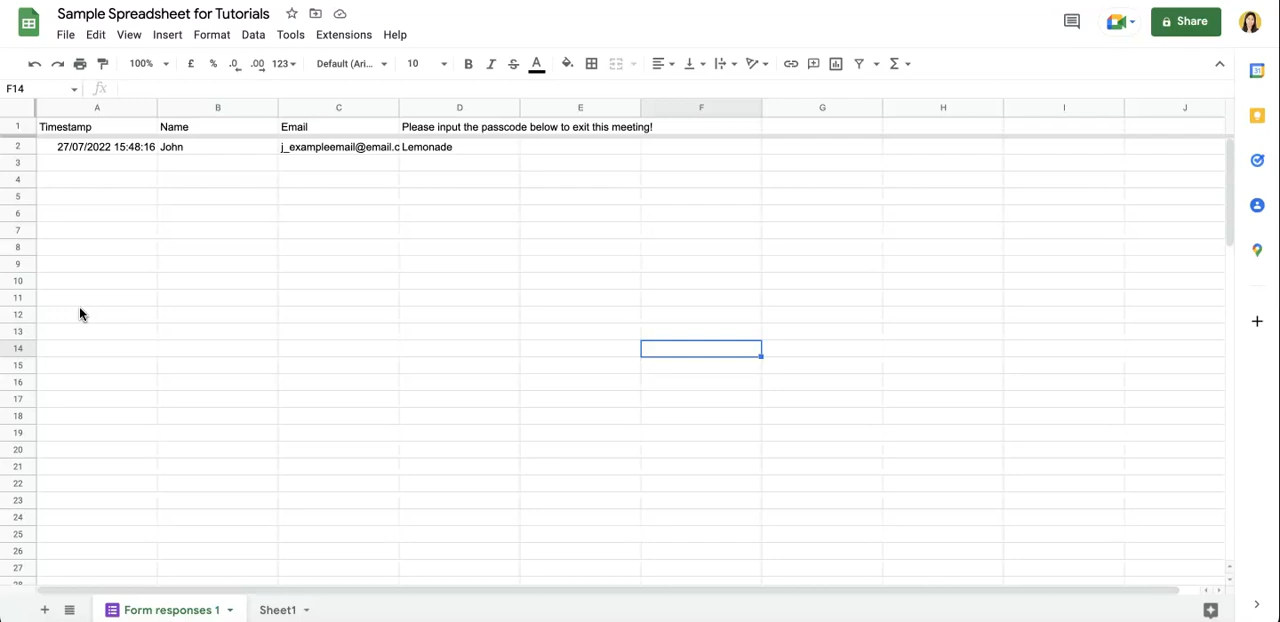 Sample Spreadsheet for Tutorials
File Edit View Insert Format Data Tools Extensions Help
Share
100% £ % .0 .00 123 Default (Ari... 10 B I S A Σ
F14 fx
A B C D E F G H I J
1 Timestamp Name Email Please input the passcode below to exit this meeting!
2 27/07/2022 15:48:16 John j_exampleemail@email.c Lemonade
3
4
5
6
7
8
9
10
11
12
13
14
15
16
17
18
19
20
21
22
23
24
25
26
27
28
Form responses 1 Sheet1